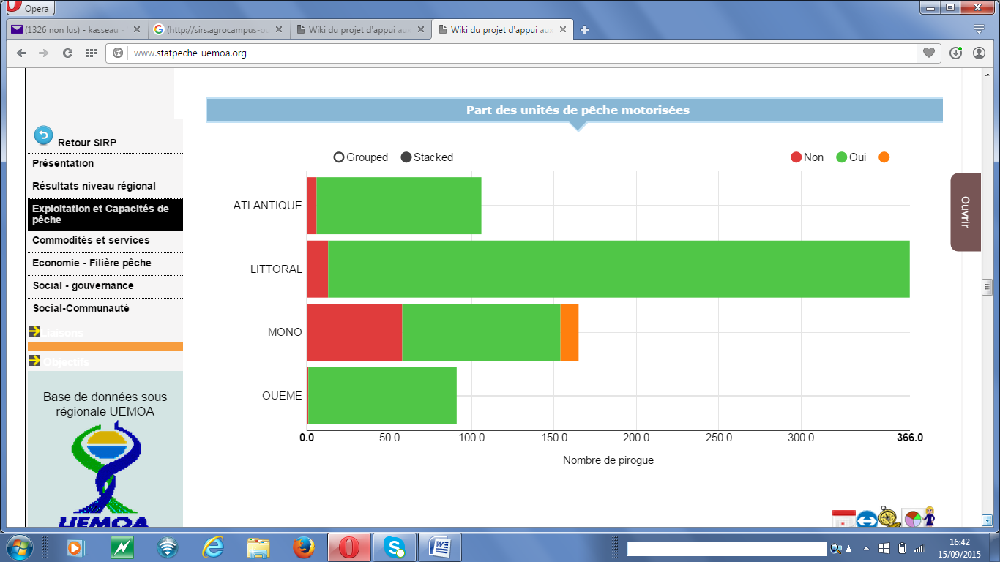 Opera
(1326 non lus) - kasseau -
(http://sirs.agrocampus-ou
Wiki du projet d'appui aux
Wiki du projet d'appui aux
www.statpeche-uemoa.org
Part des unités de pêche motorisées
Retour SIRP
Présentation
Résultats niveau régional
Exploitation et Capacités de
pêche
Commodités et services
Economie - Filière pêche
Social - gouvernance
Social-Communauté
Liaisons
Objectifs
Base de données sous
régionale UEMOA
UEMOA
Grouped Stacked
Non Oui
ATLANTIQUE
LITTORAL
MONO
OUEME
0.0 50.0 100.0 150.0 200.0 250.0 300.0 366.0
Nombre de pirogue
Ouvrir
16:42
15/09/2015